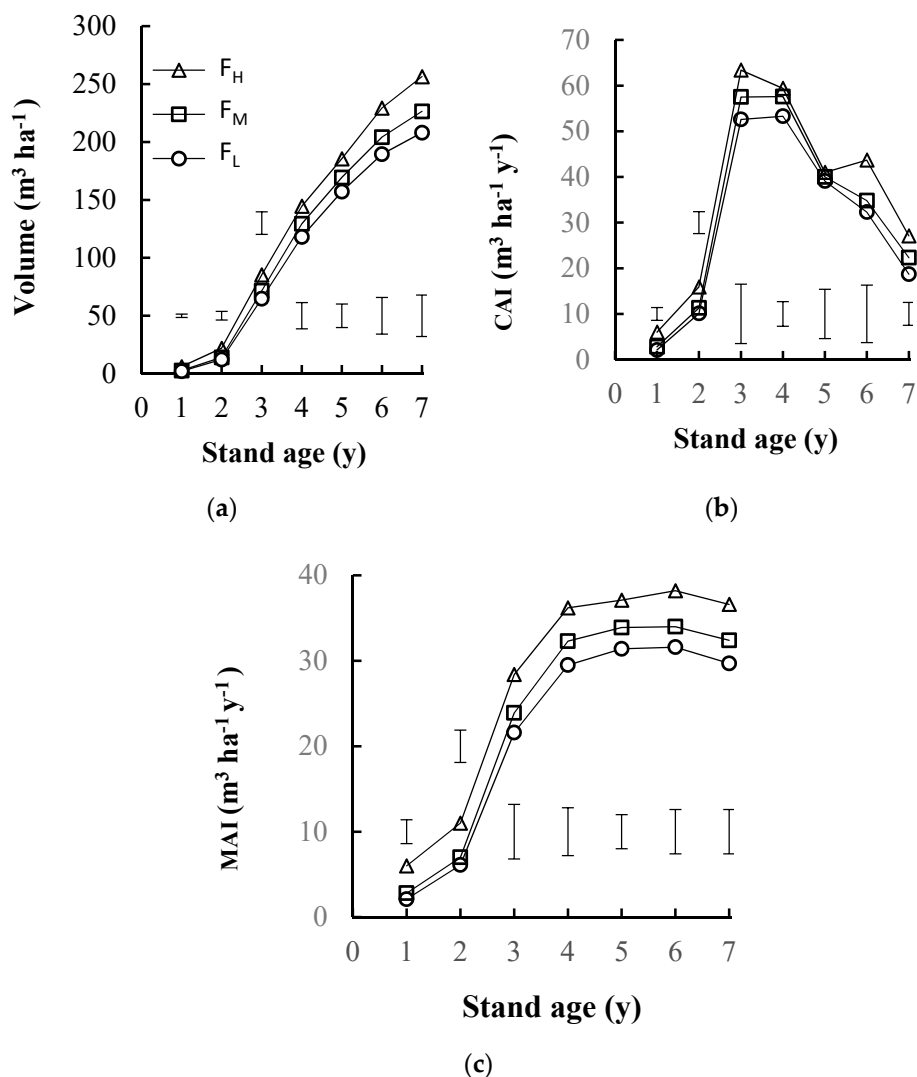 300
250
200
150
100
50
0
Volume (m³ ha⁻¹)
F_H
F_M
F_L
0 1 2 3 4 5 6 7
Stand age (y)
(a)
70
60
50
40
30
20
10
0
CAI (m³ ha⁻¹ y⁻¹)
0 1 2 3 4 5 6 7
Stand age (y)
(b)
40
30
20
10
0
MAI (m³ ha⁻¹ y⁻¹)
0 1 2 3 4 5 6 7
Stand age (y)
(c)